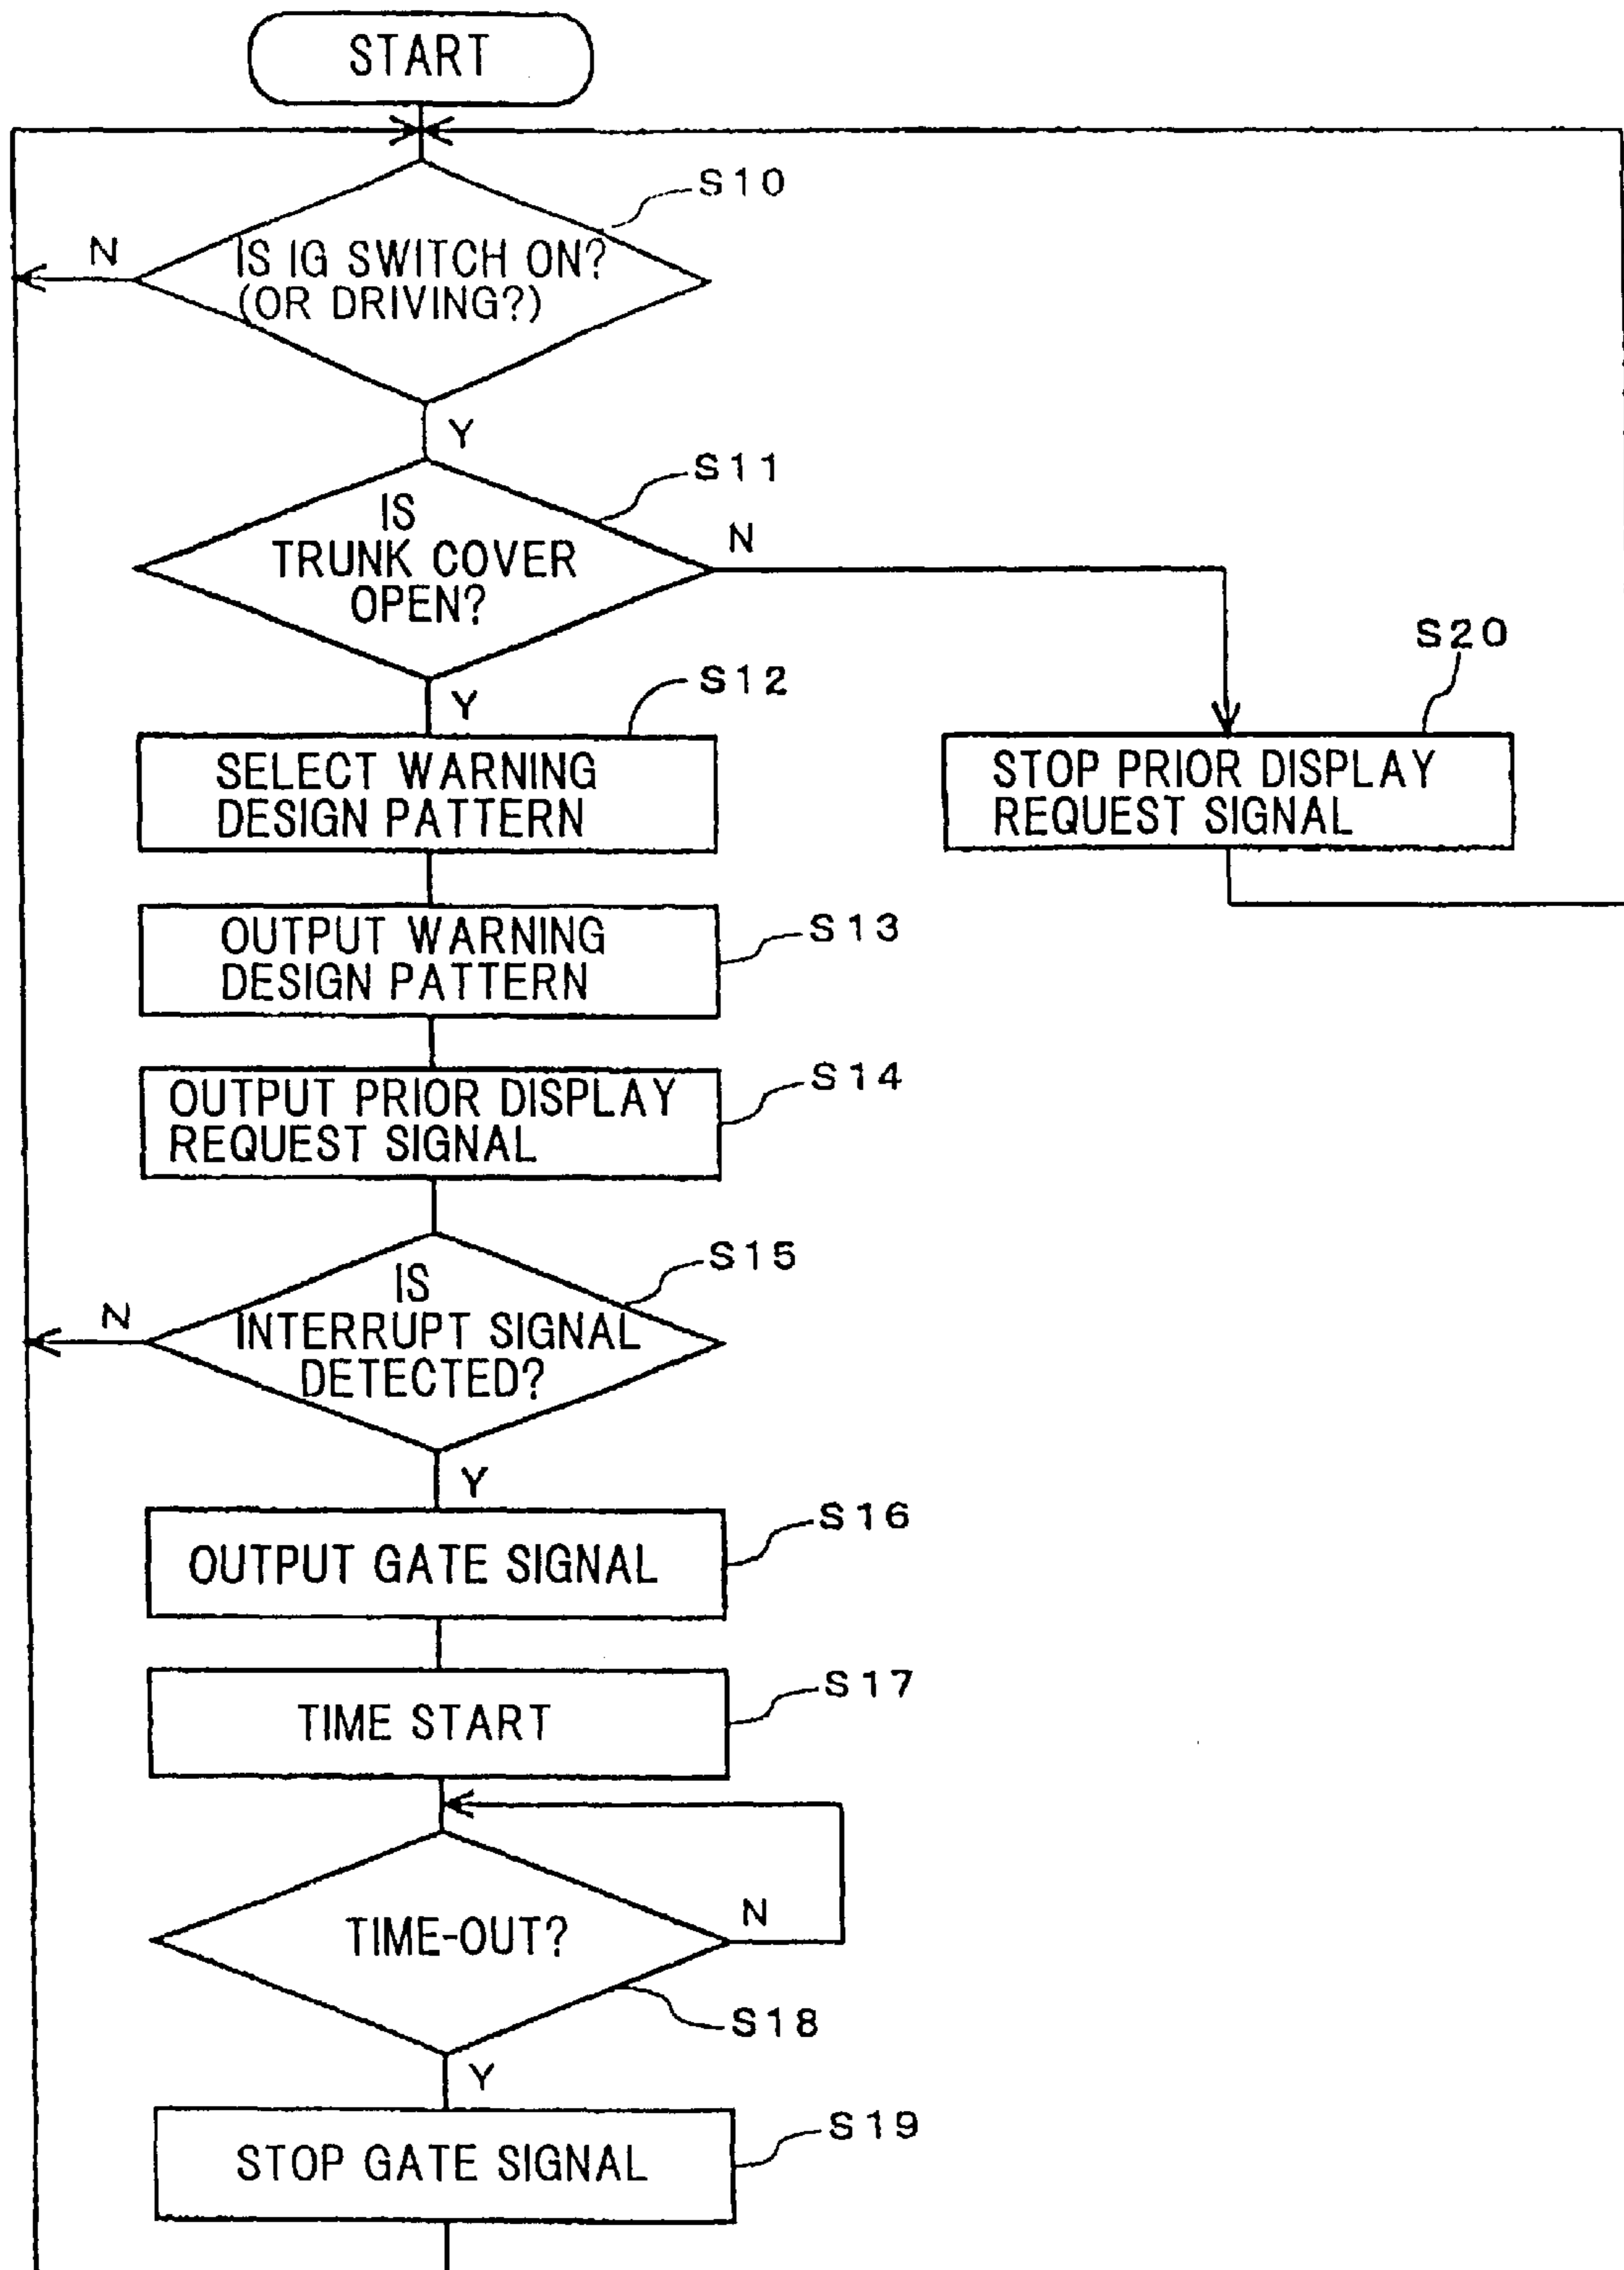 START
S10
N
IS IG SWITCH ON?
(OR DRIVING?)
Y
S11
IS
TRUNK COVER
OPEN?
N
Y
S12
S20
SELECT WARNING
DESIGN PATTERN
STOP PRIOR DISPLAY
REQUEST SIGNAL
OUTPUT WARNING
DESIGN PATTERN
S13
OUTPUT PRIOR DISPLAY
REQUEST SIGNAL
S14
S15
N
IS
INTERRUPT SIGNAL
DETECTED?
Y
S16
OUTPUT GATE SIGNAL
S17
TIME START
TIME-OUT?
N
S18
Y
S19
STOP GATE SIGNAL